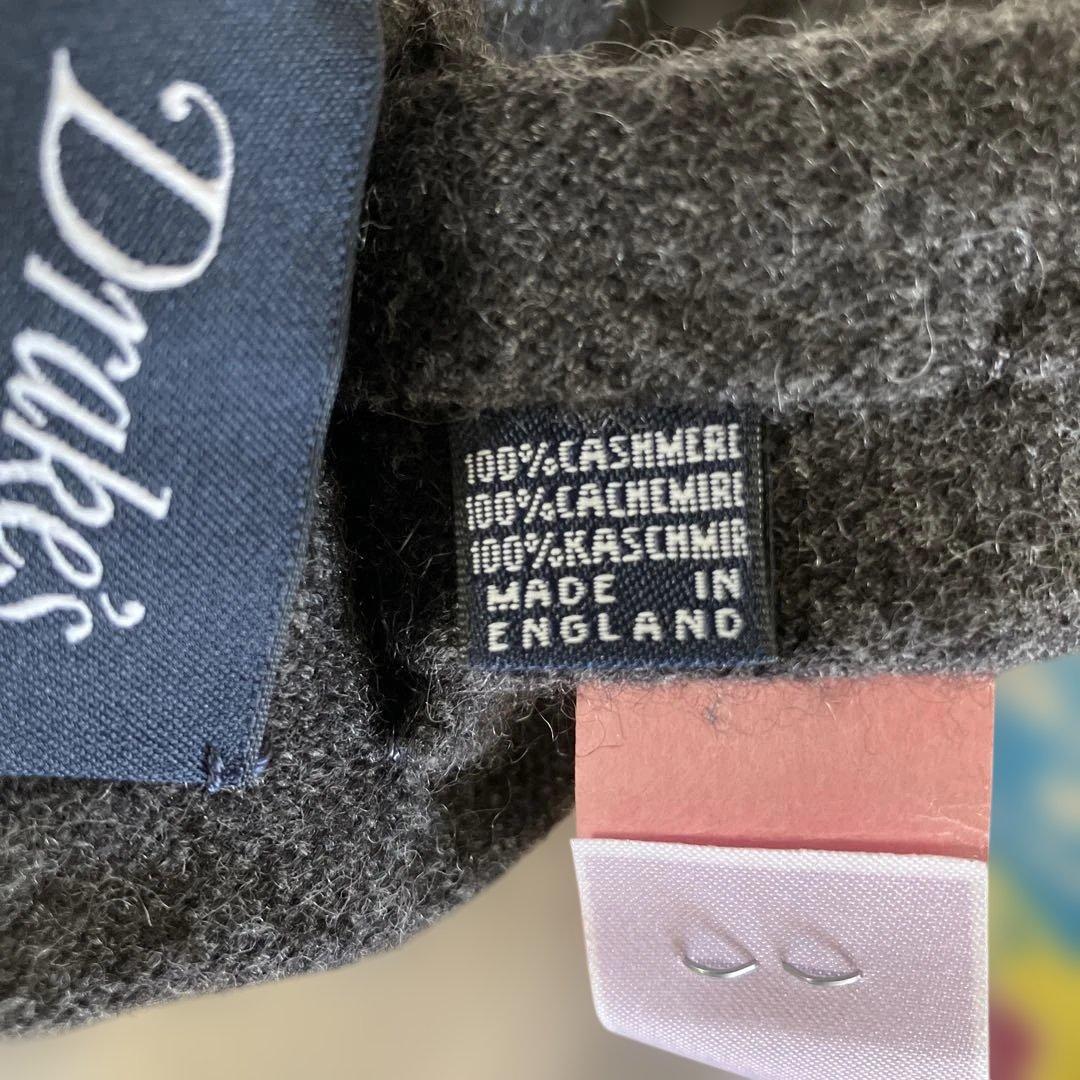 Drake's
100%CASHMERE
100%CACHEMIRE
100%KASCHMIR
MADE IN
ENGLAND